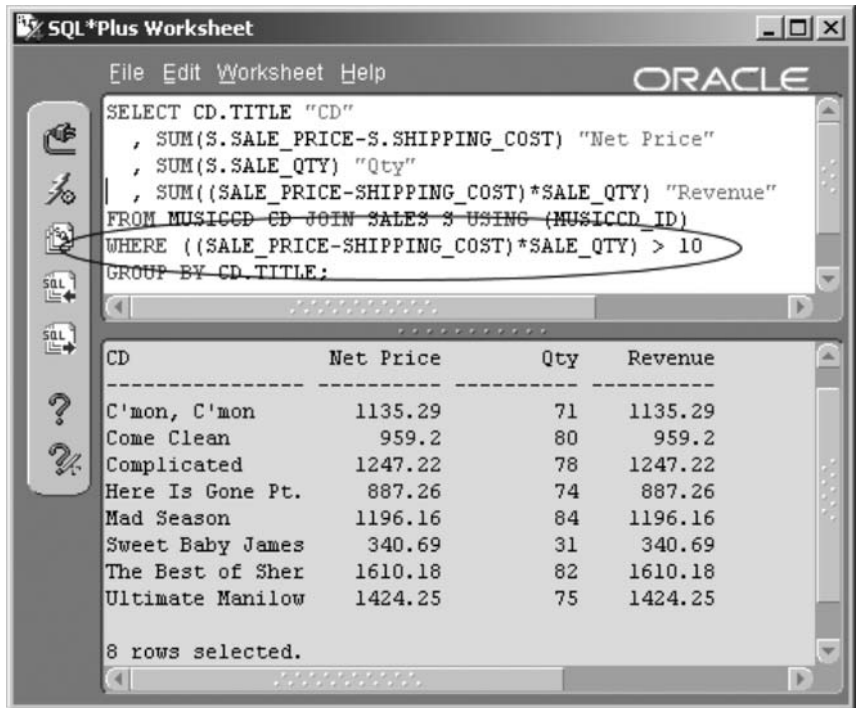 SQL*Plus Worksheet
File Edit Worksheet Help
ORACLE
SELECT CD.TITLE "CD"
, SUM(S.SALE_PRICE-S.SHIPPING_COST) "Net Price"
, SUM(S.SALE_QTY) "Qty"
, SUM((SALE_PRICE-SHIPPING_COST)*SALE_QTY) "Revenue"
FROM MUSICCD CD JOIN SALES S USING (MUSICCD_ID)
WHERE ((SALE_PRICE-SHIPPING_COST)*SALE_QTY) > 10
GROUP BY CD.TITLE;
SQL
SQL
CD Net Price Qty Revenue
---------------- ---------- ---------- ----------
C'mon, C'mon 1135.29 71 1135.29
Come Clean 959.2 80 959.2
Complicated 1247.22 78 1247.22
Here Is Gone Pt. 887.26 74 887.26
Mad Season 1196.16 84 1196.16
Sweet Baby James 340.69 31 340.69
The Best of Sher 1610.18 82 1610.18
Ultimate Manilow 1424.25 75 1424.25
8 rows selected.